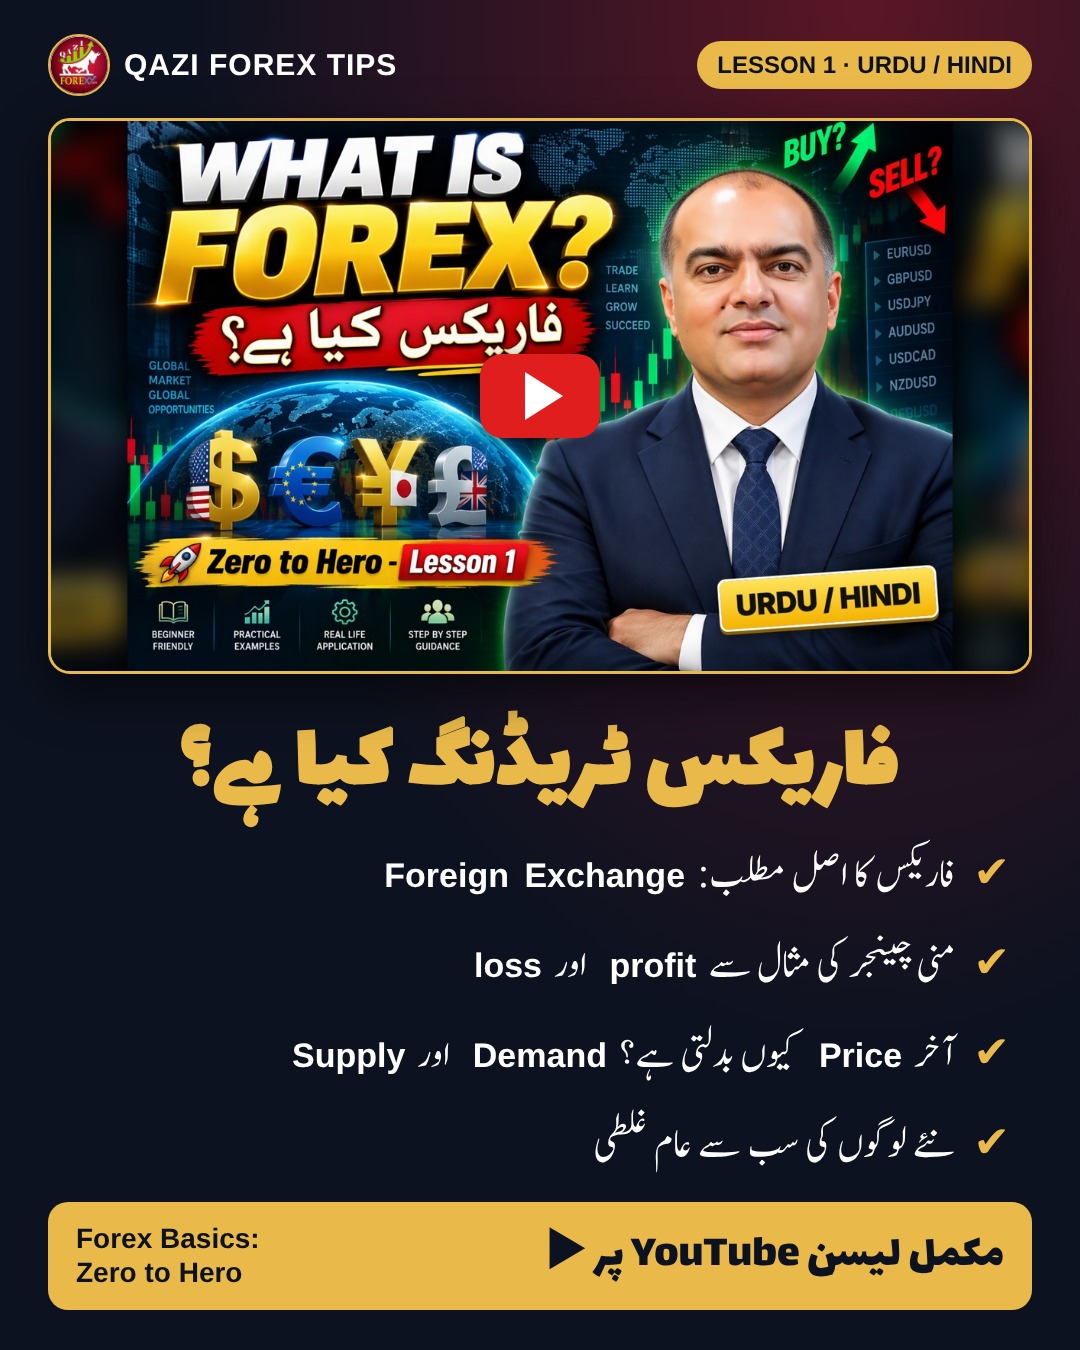 QAZI
FOREX
QAZI FOREX TIPS
LESSON 1 · URDU / HINDI
WHAT IS
FOREX?
فاریکس کیا ہے؟
BUY?
SELL?
TRADE
LEARN
GROW
SUCCEED
EURUSD
GBPUSD
USDJPY
AUDUSD
USDCAD
NZDUSD
GLOBAL
MARKET
GLOBAL
OPPORTUNITIES
$ € ¥ £
Zero to Hero - Lesson 1
BEGINNER
FRIENDLY
PRACTICAL
EXAMPLES
REAL LIFE
APPLICATION
STEP BY STEP
GUIDANCE
URDU / HINDI
فاریکس ٹریڈنگ کیا ہے؟
✔ فاریکس کا اصل مطلب: Foreign Exchange
✔ منی چینجر کی مثال سے profit اور loss
✔ آخر Price کیوں بدلتی ہے؟ Demand اور Supply
✔ نئے لوگوں کی سب سے عام غلطی
Forex Basics:
Zero to Hero
مکمل لیسن YouTube پر ▶